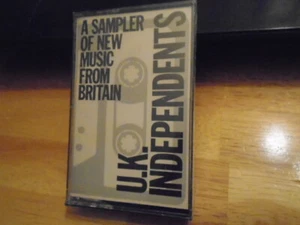 A SAMPLER
OF NEW
MUSIC
FROM
BRITAIN
U.K.
INDEPENDENTS